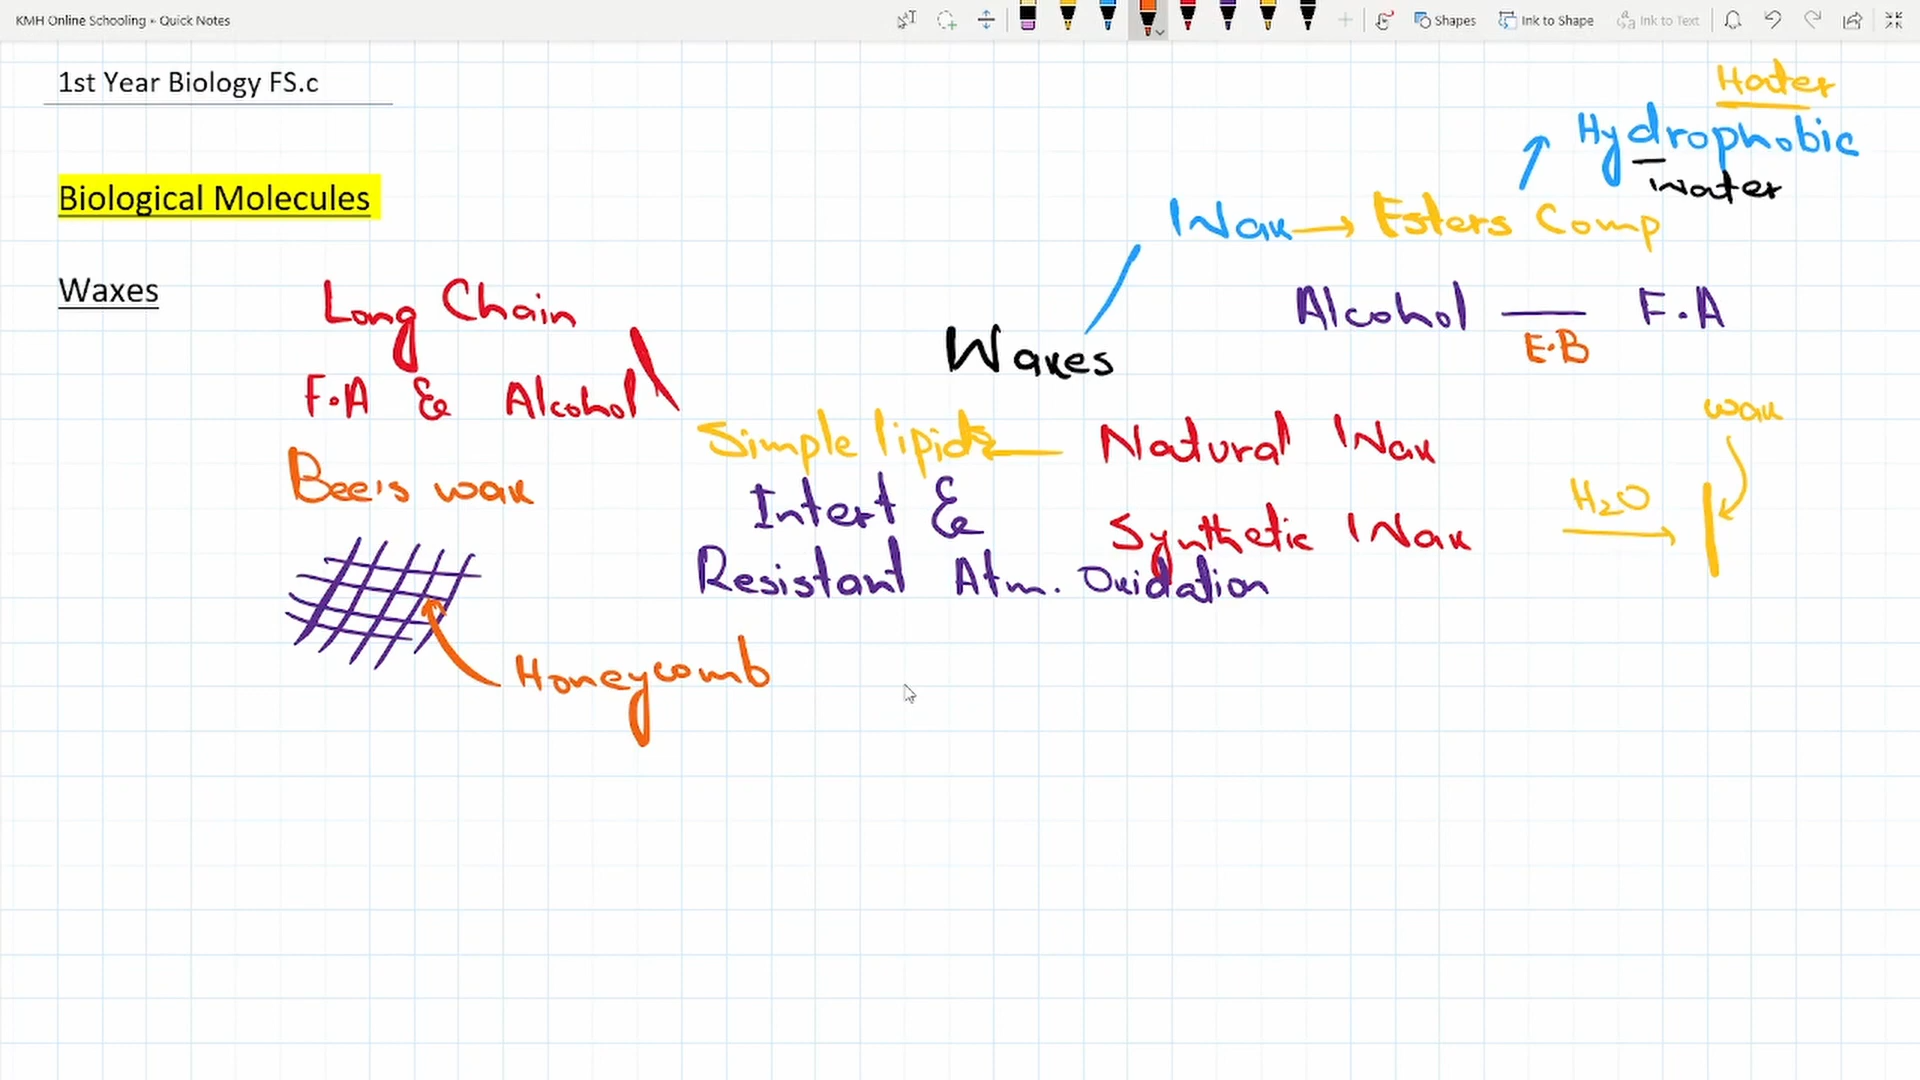 KMH Online Schooling » Quick Notes
Shapes
Ink to Shape
Ink to Text
1st Year Biology FS.c
Biological Molecules
Waxes
Hater
Hydrophobic
Water
Wax → Esters Comp
Alcohol — F.A
E.B
Waxes
Long Chain
F.A & Alcohol
Bee's wax
Honeycomb
Simple lipids ← Natural Wax
Intert &
Resistant Atm. Oxidation
Synthetic Wax
H₂O
wax